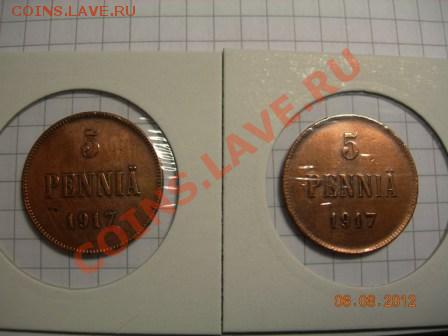 COINS.LAVE.RU
COINS.LAVE.RU
5
PENNIÄ
1917
5
PENNIÄ
1917
08.08.2012